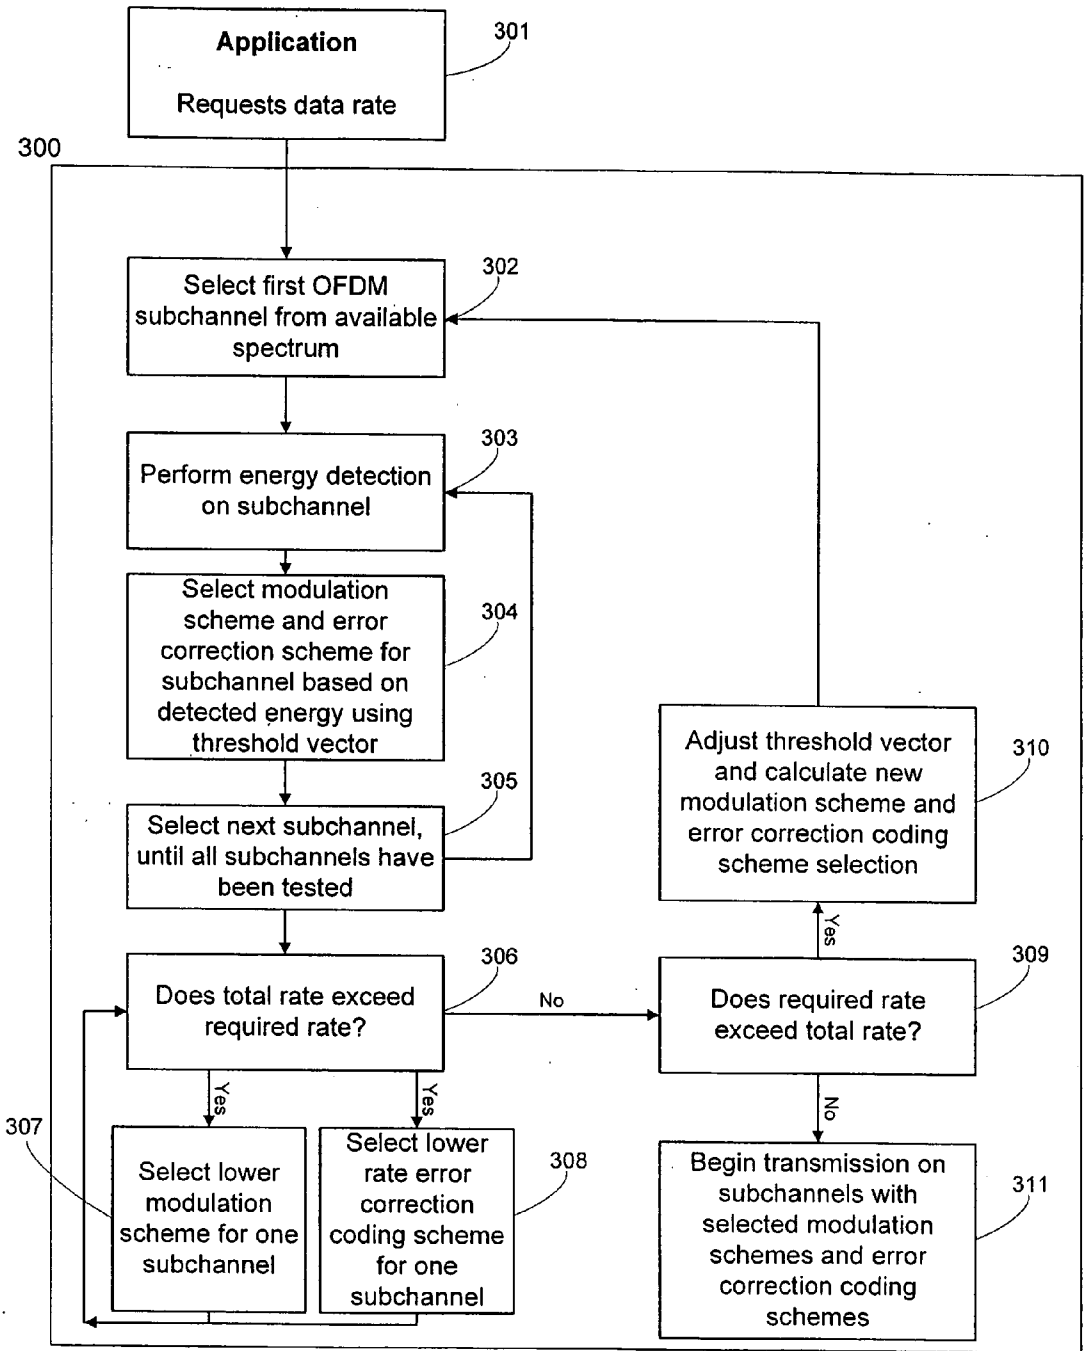 Application
Requests data rate
301
300
Select first OFDM
subchannel from available
spectrum
302
Perform energy detection
on subchannel
303
Select modulation
scheme and error
correction scheme for
subchannel based on
detected energy using
threshold vector
304
Select next subchannel,
until all subchannels have
been tested
305
Does total rate exceed
required rate?
306
No
Yes
Yes
307
Select lower
modulation
scheme for one
subchannel
Select lower
rate error
correction
coding scheme
for one
subchannel
308
Adjust threshold vector
and calculate new
modulation scheme and
error correction coding
scheme selection
310
Yes
Does required rate
exceed total rate?
309
No
Begin transmission on
subchannels with
selected modulation
schemes and error
correction coding
schemes
311